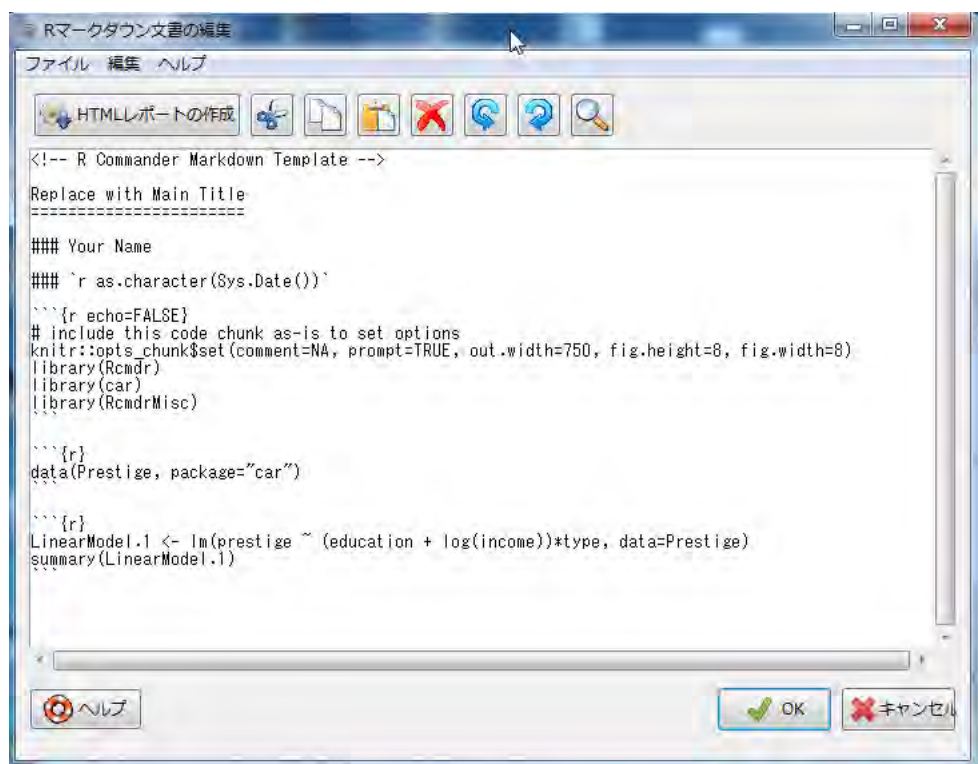 Rマークダウン文書の編集
ファイル 編集 ヘルプ
HTMLレポートの作成
<!-- R Commander Markdown Template -->
Replace with Main Title
=======================
### Your Name
### `r as.character(Sys.Date())`
```{r echo=FALSE}
# include this code chunk as-is to set options
knitr::opts_chunk$set(comment=NA, prompt=TRUE, out.width=750, fig.height=8, fig.width=8)
library(Rcmdr)
library(car)
library(RcmdrMisc)
```
```{r}
data(Prestige, package="car")
```
```{r}
LinearModel.1 <- lm(prestige ~ (education + log(income))*type, data=Prestige)
summary(LinearModel.1)
```
ヘルプ OK キャンセル